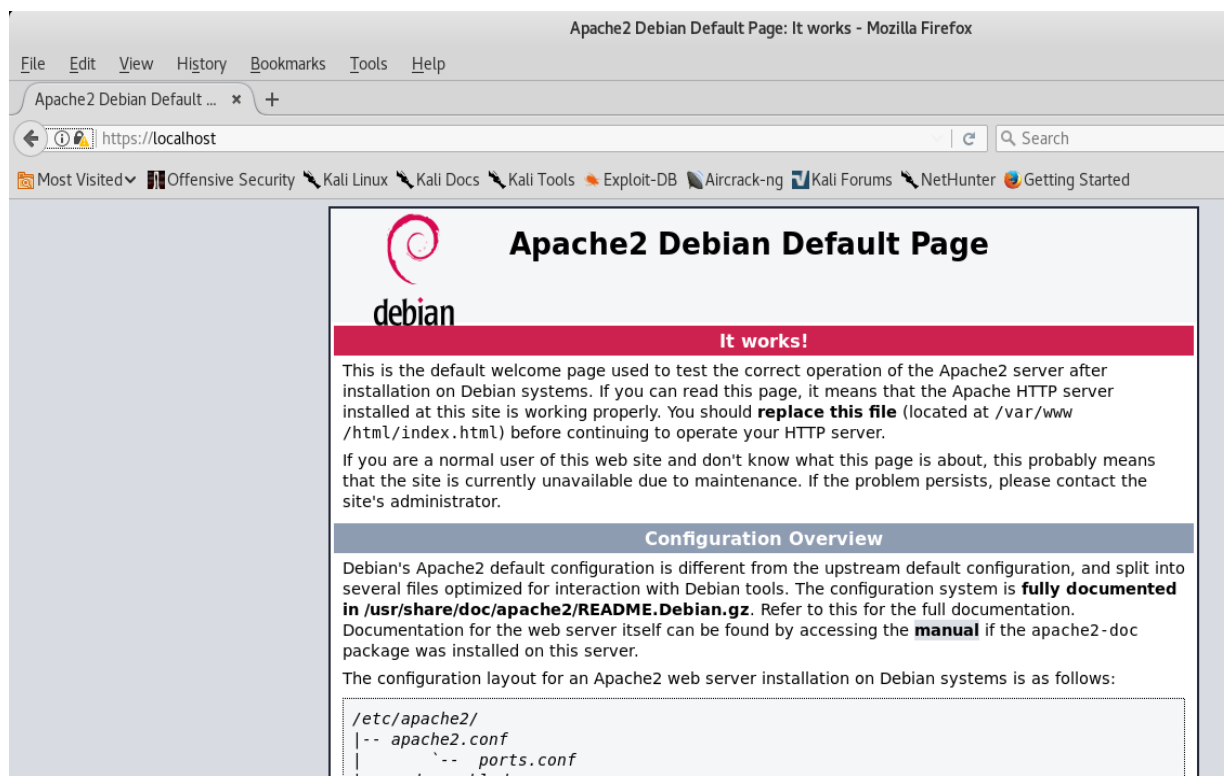 Apache2 Debian Default Page: It works - Mozilla Firefox
File Edit View History Bookmarks Tools Help
Apache2 Debian Default ... × +
https://localhost Search
Most Visited Offensive Security Kali Linux Kali Docs Kali Tools Exploit-DB Aircrack-ng Kali Forums NetHunter Getting Started
Apache2 Debian Default Page
debian
It works!
This is the default welcome page used to test the correct operation of the Apache2 server after
installation on Debian systems. If you can read this page, it means that the Apache HTTP server
installed at this site is working properly. You should replace this file (located at /var/www
/html/index.html) before continuing to operate your HTTP server.
If you are a normal user of this web site and don't know what this page is about, this probably means
that the site is currently unavailable due to maintenance. If the problem persists, please contact the
site's administrator.
Configuration Overview
Debian's Apache2 default configuration is different from the upstream default configuration, and split into
several files optimized for interaction with Debian tools. The configuration system is fully documented
in /usr/share/doc/apache2/README.Debian.gz. Refer to this for the full documentation.
Documentation for the web server itself can be found by accessing the manual if the apache2-doc
package was installed on this server.
The configuration layout for an Apache2 web server installation on Debian systems is as follows:
/etc/apache2/
|-- apache2.conf
|       `--  ports.conf